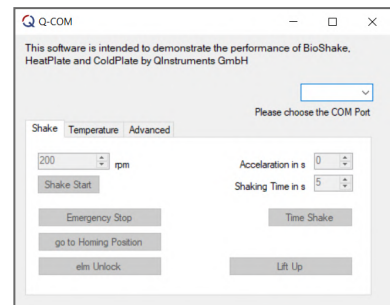 Q-COM
This software is intended to demonstrate the performance of BioShake,
HeatPlate and ColdPlate by QInstruments GmbH
Please choose the COM Port
Shake Temperature Advanced
200 rpm Accelaration in s 0
Shake Start Shaking Time in s 5
Emergency Stop Time Shake
go to Homing Position
elm Unlock Lift Up